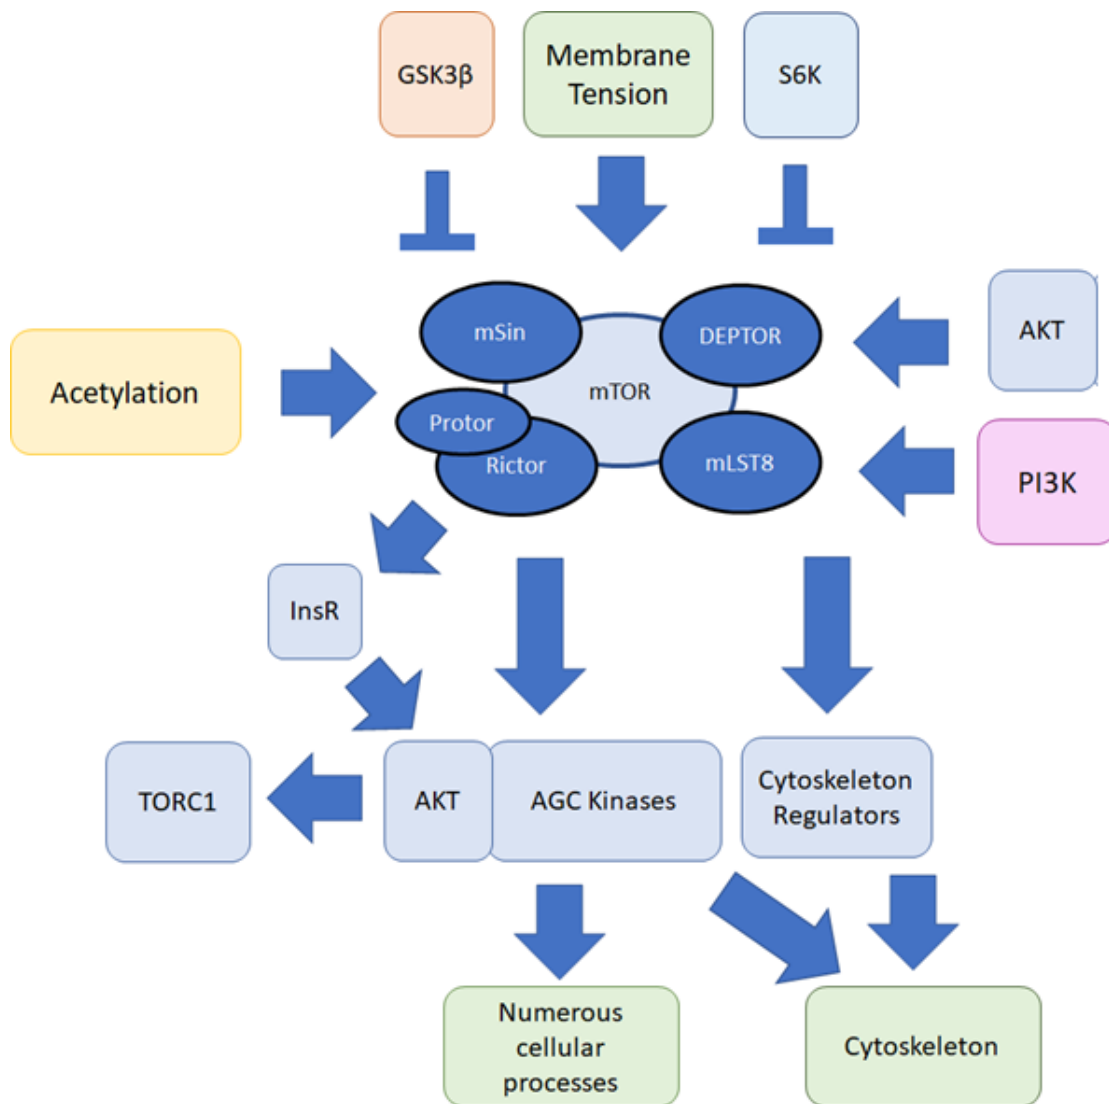 GSK3β
Membrane
Tension
S6K
mSin
DEPTOR
AKT
mTOR
Acetylation
Protor
Rictor
mLST8
PI3K
InsR
TORC1
AKT
AGC Kinases
Cytoskeleton
Regulators
Numerous
cellular
processes
Cytoskeleton